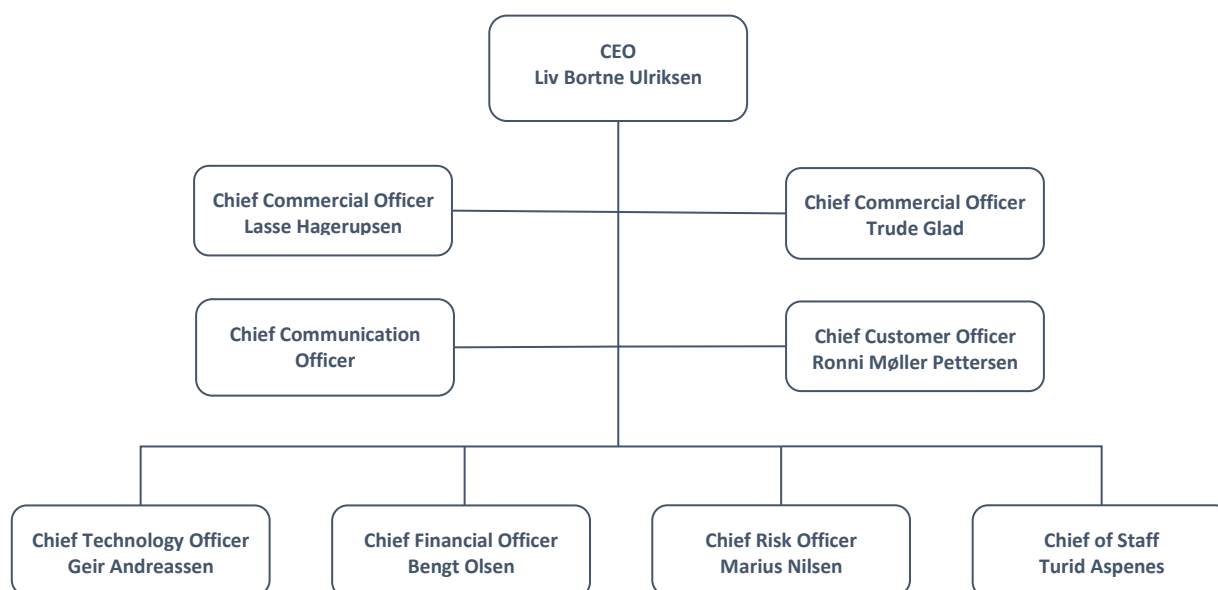 CEO
Liv Bortne Ulriksen
Chief Commercial Officer
Lasse Hagerupsen
Chief Commercial Officer
Trude Glad
Chief Communication
Officer
Chief Customer Officer
Ronni Møller Pettersen
Chief Technology Officer
Geir Andreassen
Chief Financial Officer
Bengt Olsen
Chief Risk Officer
Marius Nilsen
Chief of Staff
Turid Aspenes